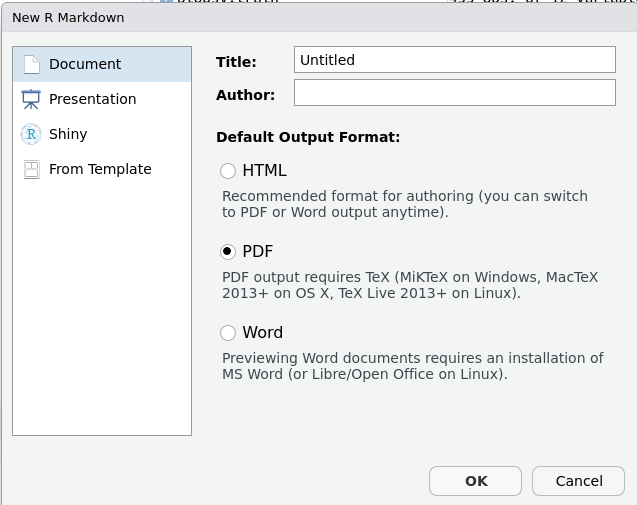 New R Markdown
Document
Presentation
Shiny
From Template
Title:
Untitled
Author:
Default Output Format:
HTML
Recommended format for authoring (you can switch
to PDF or Word output anytime).
PDF
PDF output requires TeX (MiKTeX on Windows, MacTeX
2013+ on OS X, TeX Live 2013+ on Linux).
Word
Previewing Word documents requires an installation of
MS Word (or Libre/Open Office on Linux).
OK
Cancel